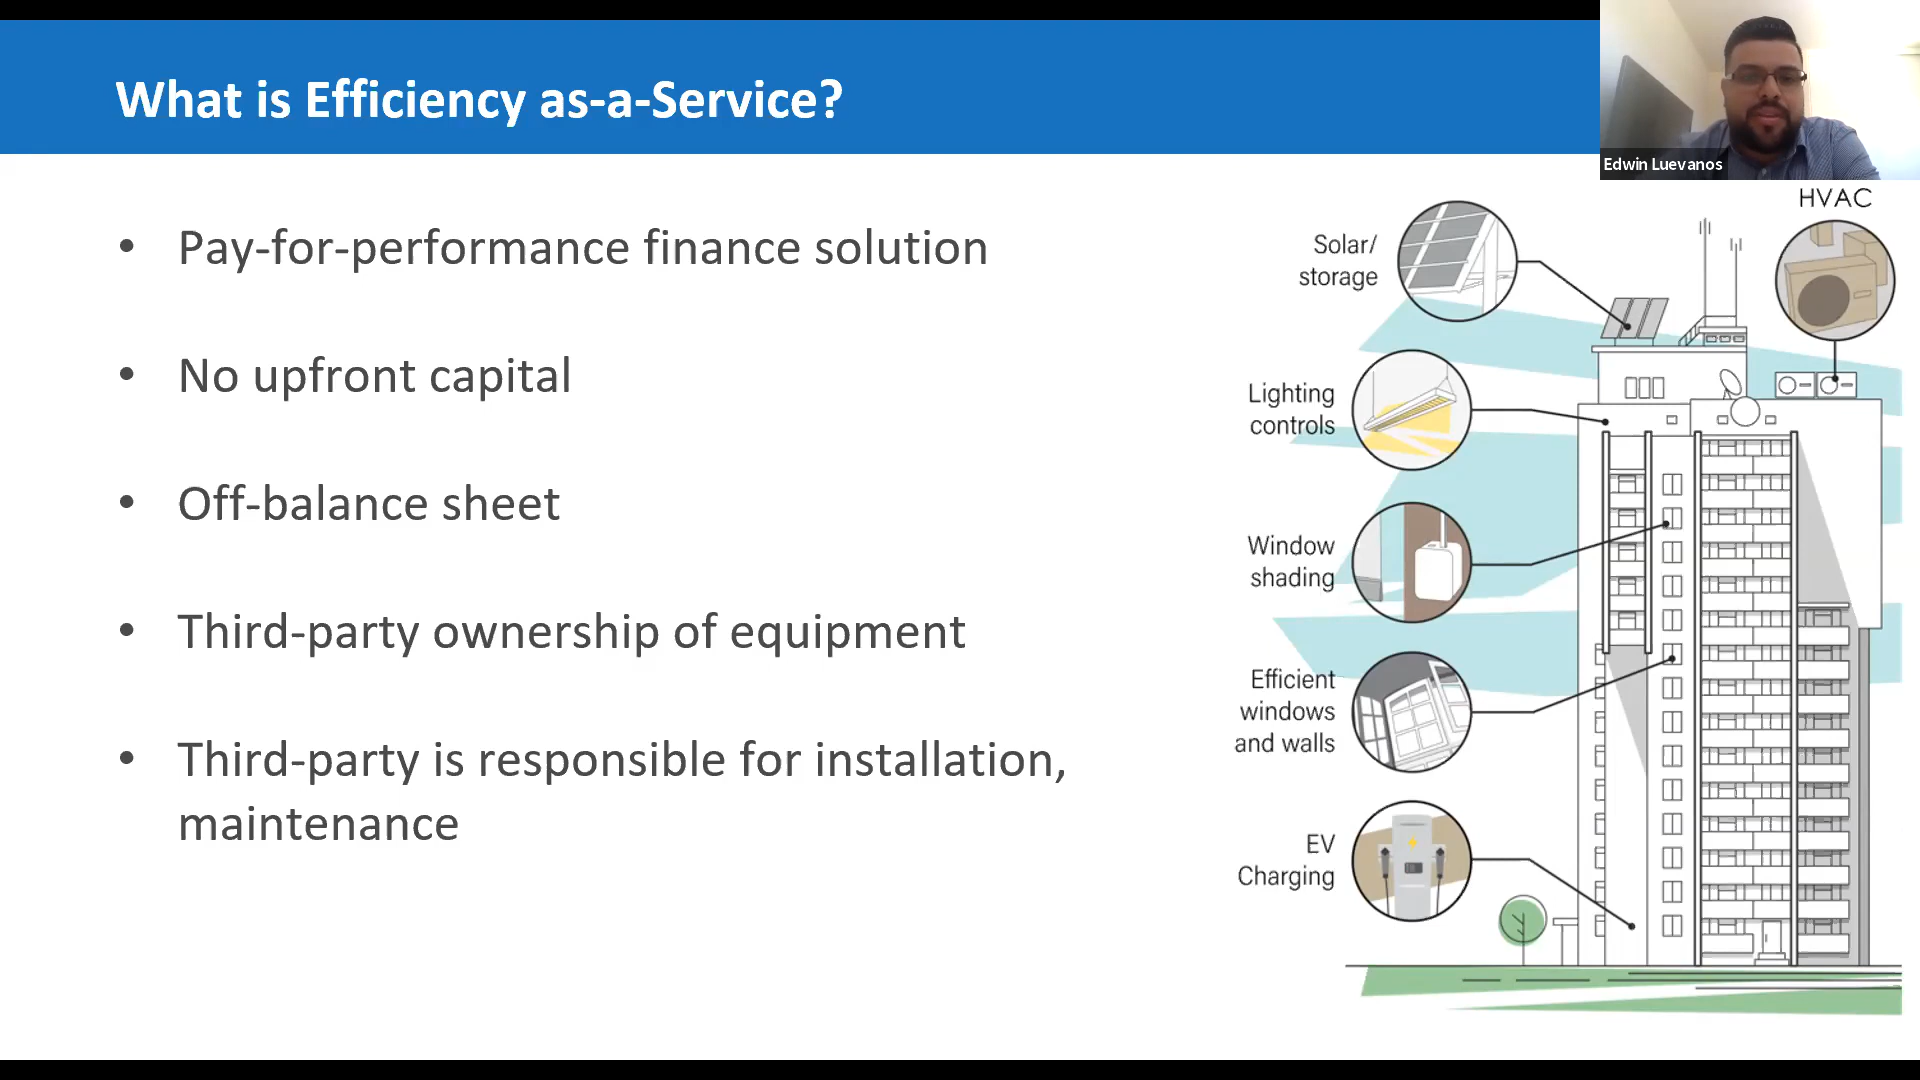 What is Efficiency as-a-Service?
Edwin Luevanos
• Pay-for-performance finance solution
• No upfront capital
• Off-balance sheet
• Third-party ownership of equipment
• Third-party is responsible for installation,
maintenance
HVAC
Solar/
storage
Lighting
controls
Window
shading
Efficient
windows
and walls
EV
Charging